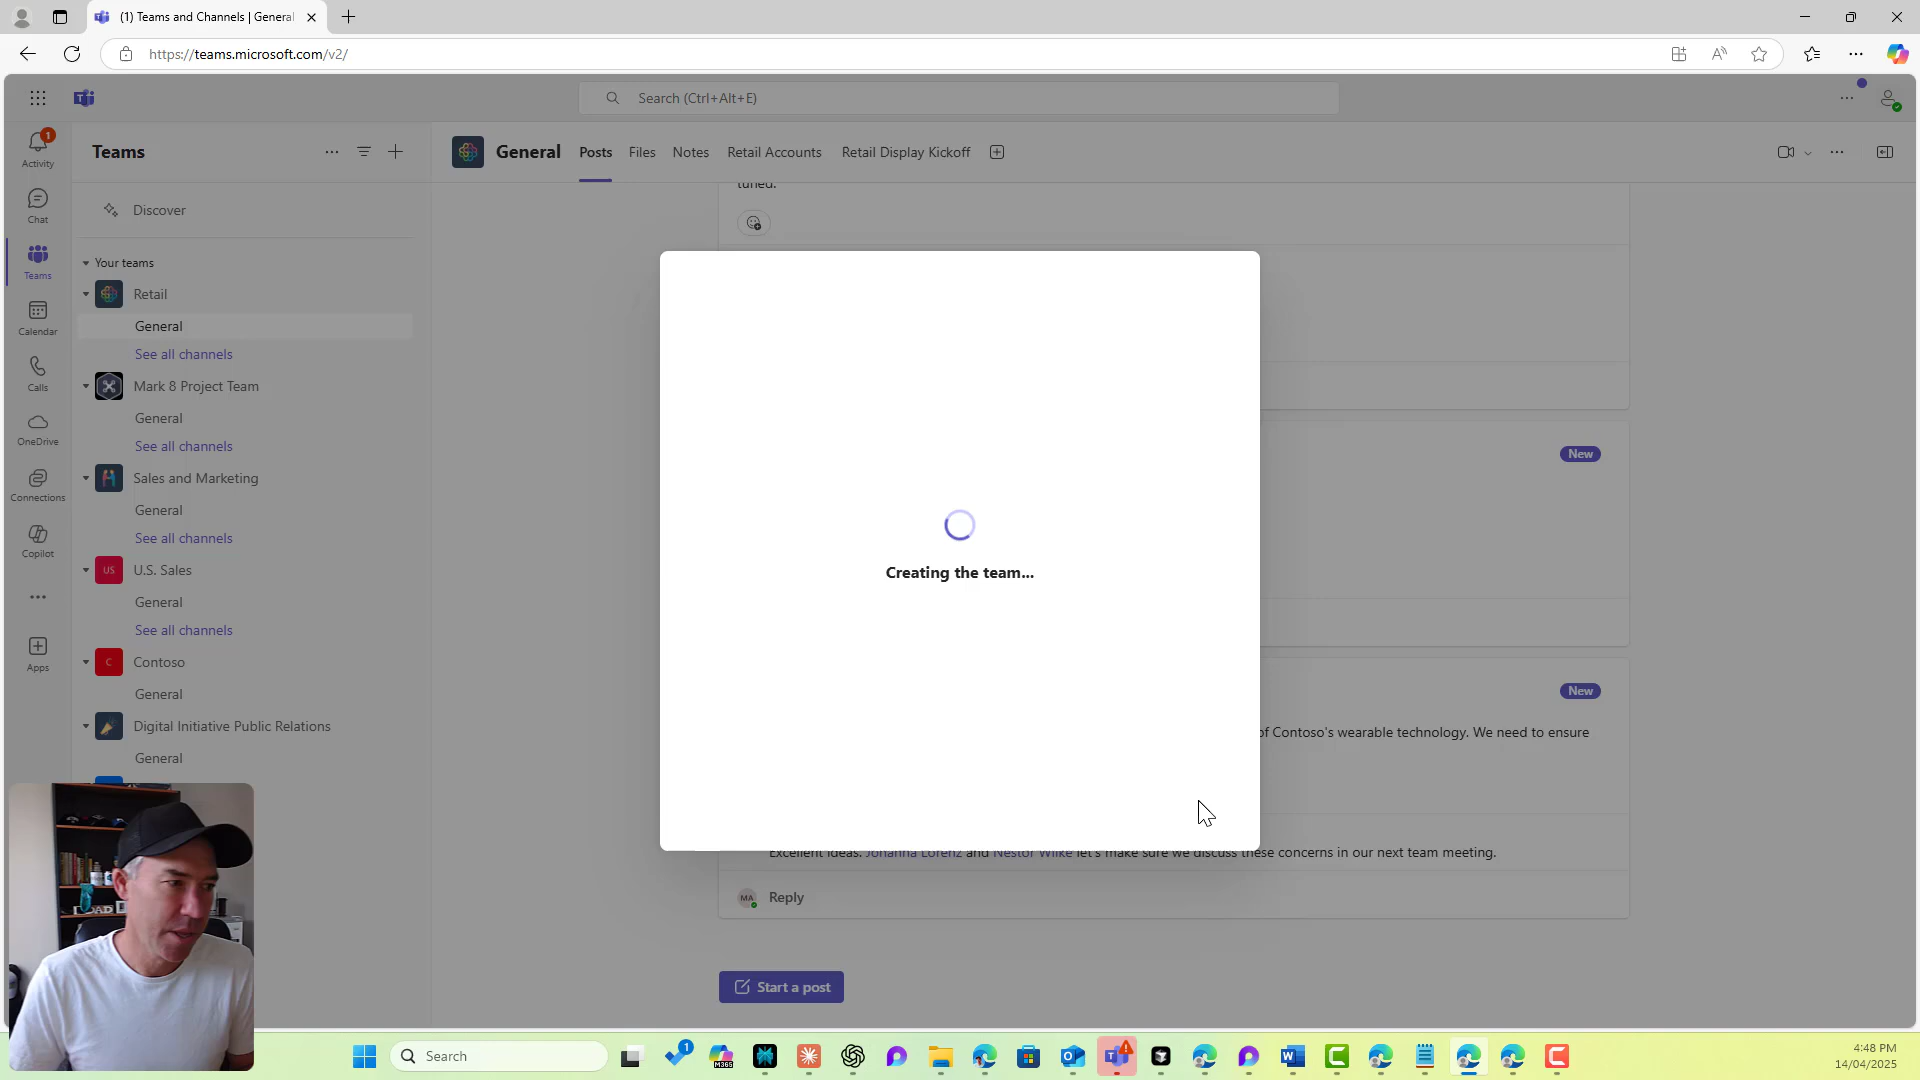 (1) Teams and Channels | General
https://teams.microsoft.com/v2/
Search (Ctrl+Alt+E)
1
Activity
Chat
Teams
Calendar
Calls
OneDrive
Connections
Copilot
Apps
Teams
Discover
Your teams
Retail
General
See all channels
Mark 8 Project Team
General
See all channels
Sales and Marketing
General
See all channels
US
U.S. Sales
General
See all channels
C
Contoso
General
Digital Initiative Public Relations
General
General
Posts
Files
Notes
Retail Accounts
Retail Display Kickoff
tuned.
New
New
of Contoso's wearable technology. We need to ensure
Creating the team...
Excellent ideas. Johanna Lorenz and Nestor Wilke let's make sure we discuss these concerns in our next team meeting.
MA
Reply
Start a post
Search
1
M365
4:48 PM
14/04/2025